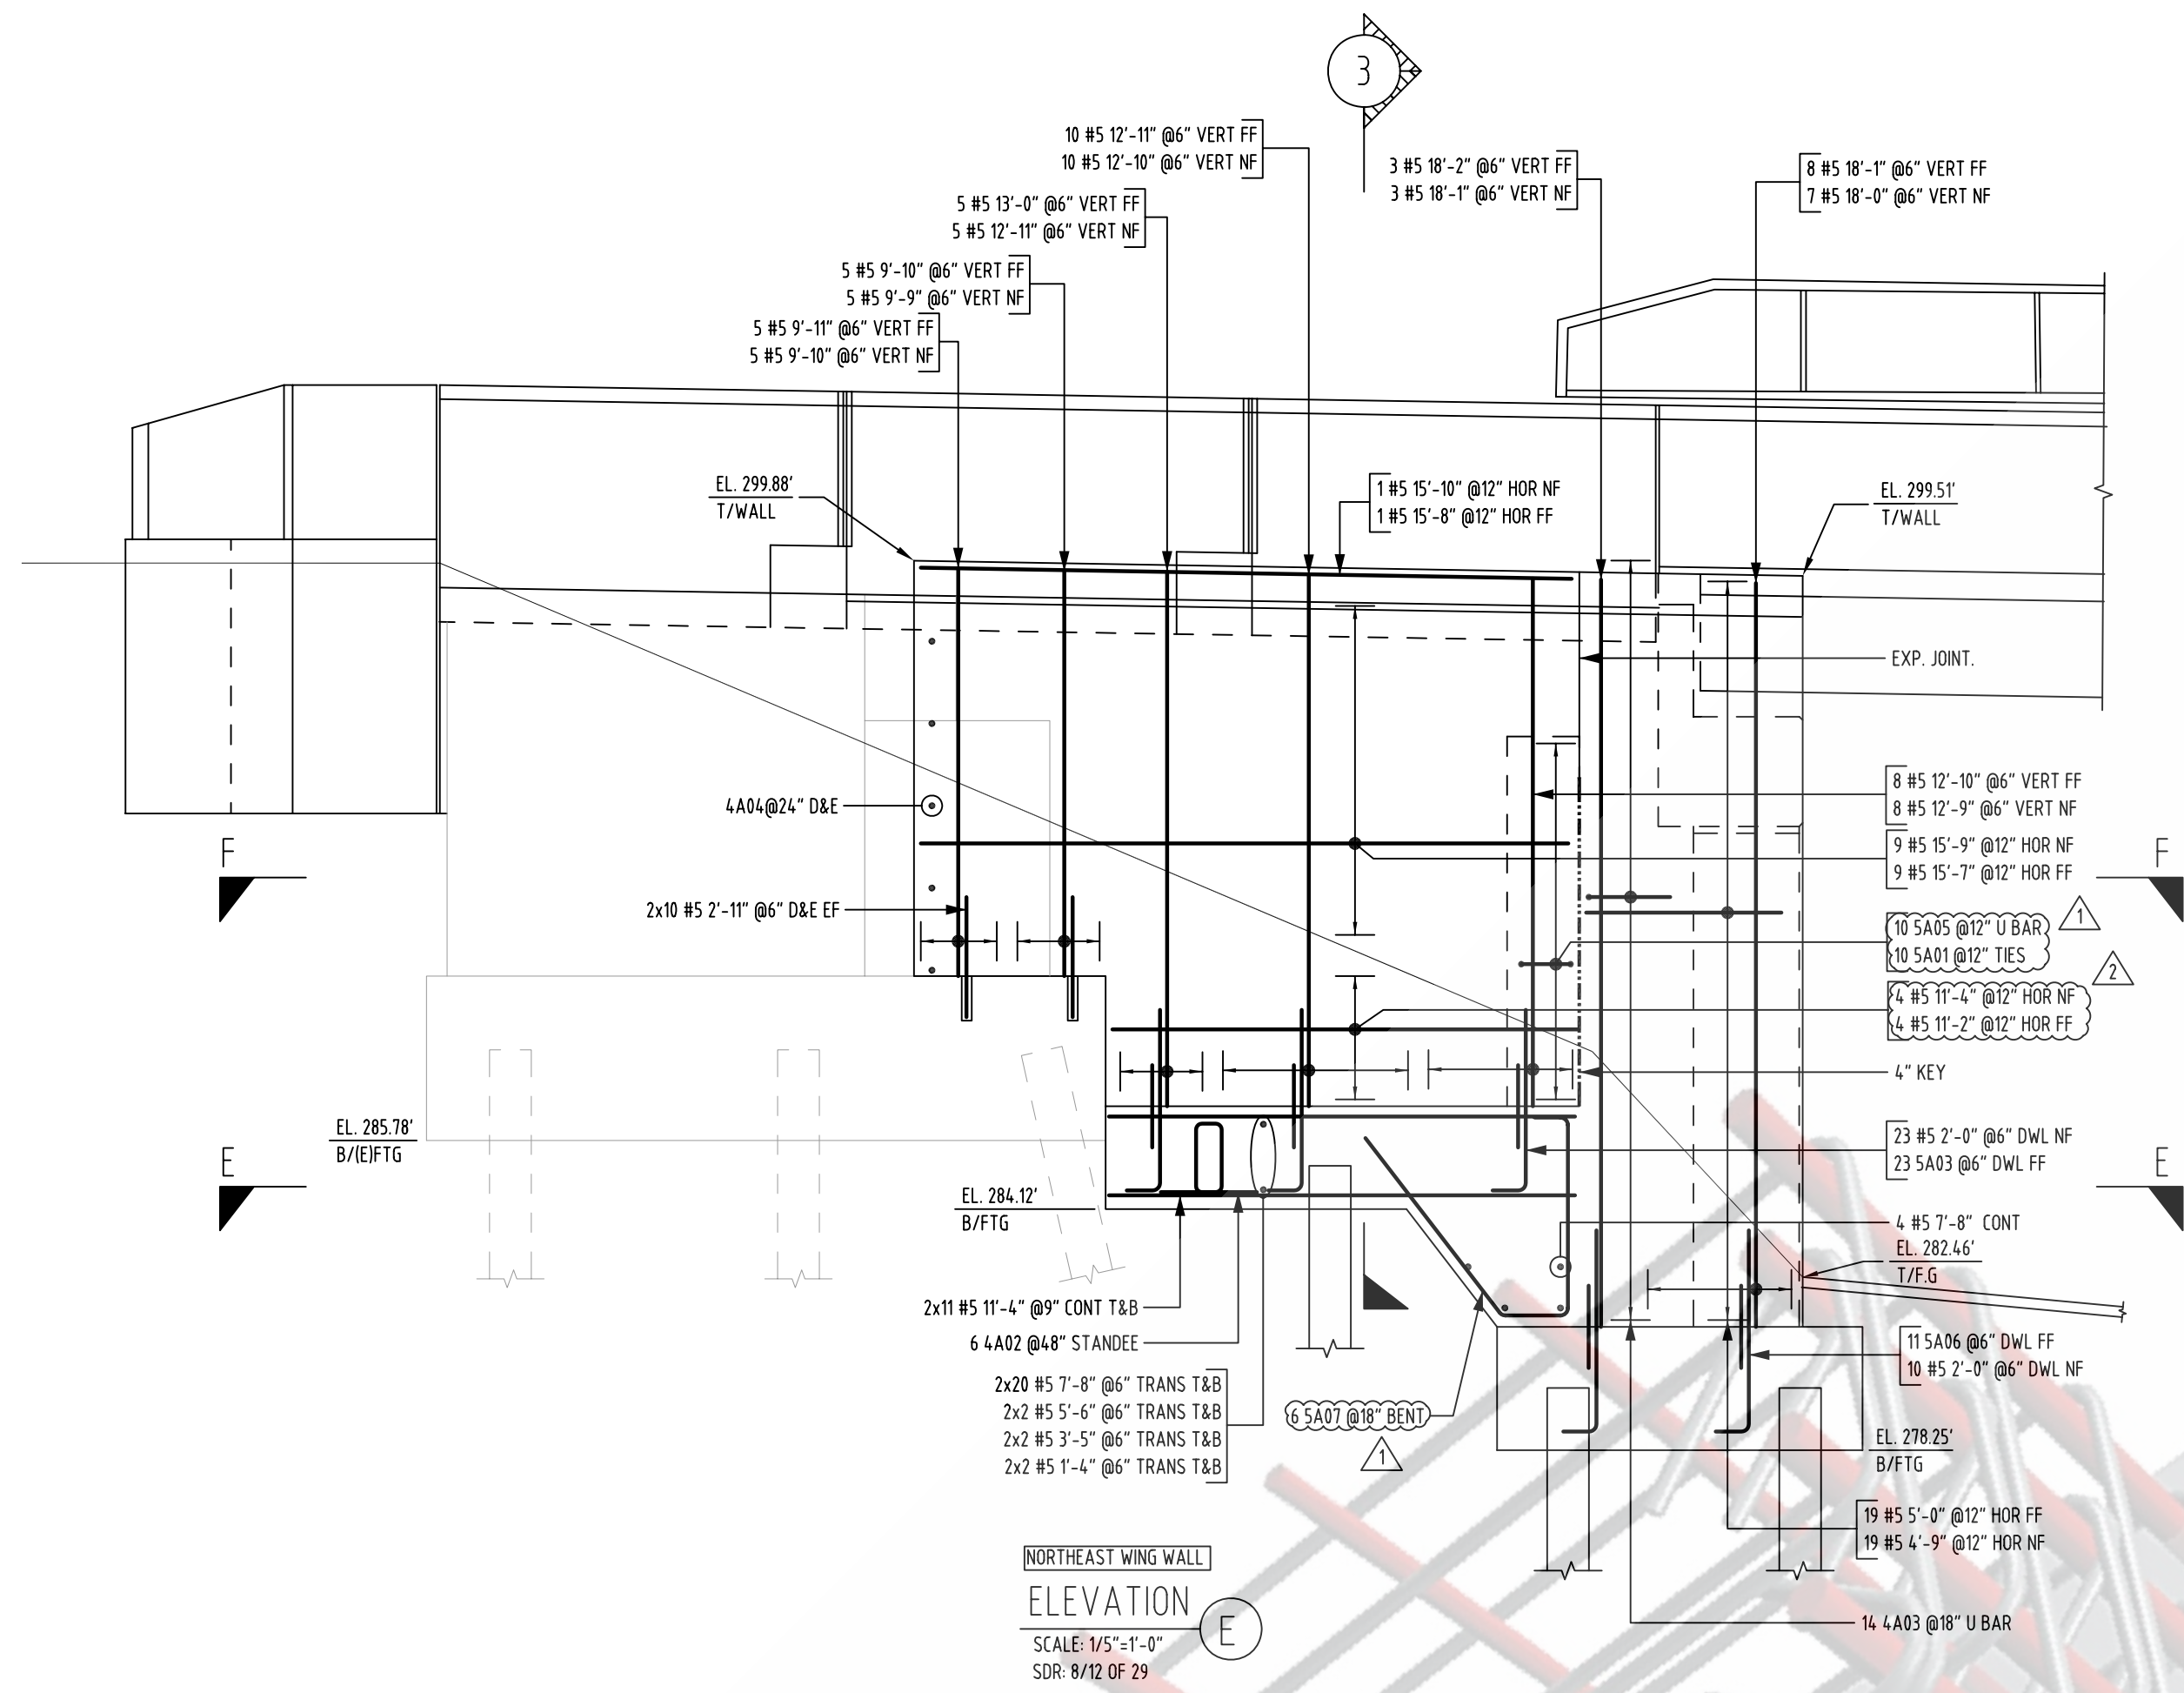 3
10 #5 12'-11" @6" VERT FF
10 #5 12'-10" @6" VERT NF
3 #5 18'-2" @6" VERT FF
3 #5 18'-1" @6" VERT NF
8 #5 18'-1" @6" VERT FF
7 #5 18'-0" @6" VERT NF
5 #5 13'-0" @6" VERT FF
5 #5 12'-11" @6" VERT NF
5 #5 9'-10" @6" VERT FF
5 #5 9'-9" @6" VERT NF
5 #5 9'-11" @6" VERT FF
5 #5 9'-10" @6" VERT NF
EL. 299.88'
T/WALL
1 #5 15'-10" @12" HOR NF
1 #5 15'-8" @12" HOR FF
EL. 299.51'
T/WALL
EXP. JOINT.
4A04@24" D&E
8 #5 12'-10" @6" VERT FF
8 #5 12'-9" @6" VERT NF
F
F
9 #5 15'-9" @12" HOR NF
9 #5 15'-7" @12" HOR FF
2x10 #5 2'-11" @6" D&E EF
10 5A05 @12" U BAR
10 5A01 @12" TIES
1
2
4 #5 11'-4" @12" HOR NF
4 #5 11'-2" @12" HOR FF
4" KEY
EL. 285.78'
B/(E)FTG
23 #5 2'-0" @6" DWL NF
23 5A03 @6" DWL FF
E
E
EL. 284.12'
B/FTG
4 #5 7'-8" CONT
EL. 282.46'
T/F.G
2x11 #5 11'-4" @9" CONT T&B
6 4A02 @48" STANDEE
11 5A06 @6" DWL FF
10 #5 2'-0" @6" DWL NF
2x20 #5 7'-8" @6" TRANS T&B
2x2 #5 5'-6" @6" TRANS T&B
2x2 #5 3'-5" @6" TRANS T&B
2x2 #5 1'-4" @6" TRANS T&B
6 5A07 @18" BENT
1
EL. 278.25'
B/FTG
19 #5 5'-0" @12" HOR FF
19 #5 4'-9" @12" HOR NF
14 4A03 @18" U BAR
NORTHEAST WING WALL
ELEVATION
E
SCALE: 1/5"=1'-0"
SDR: 8/12 OF 29